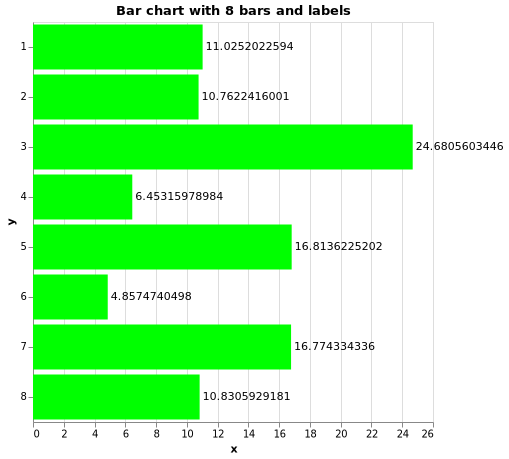 Bar chart with 8 bars and labels
1 11.0252022594
2 10.7622416001
3 24.6805603446
4 6.45315978984
y
5 16.8136225202
6 4.8574740498
7 16.774334336
8 10.8305929181
0 2 4 6 8 10 12 14 16 18 20 22 24 26
x